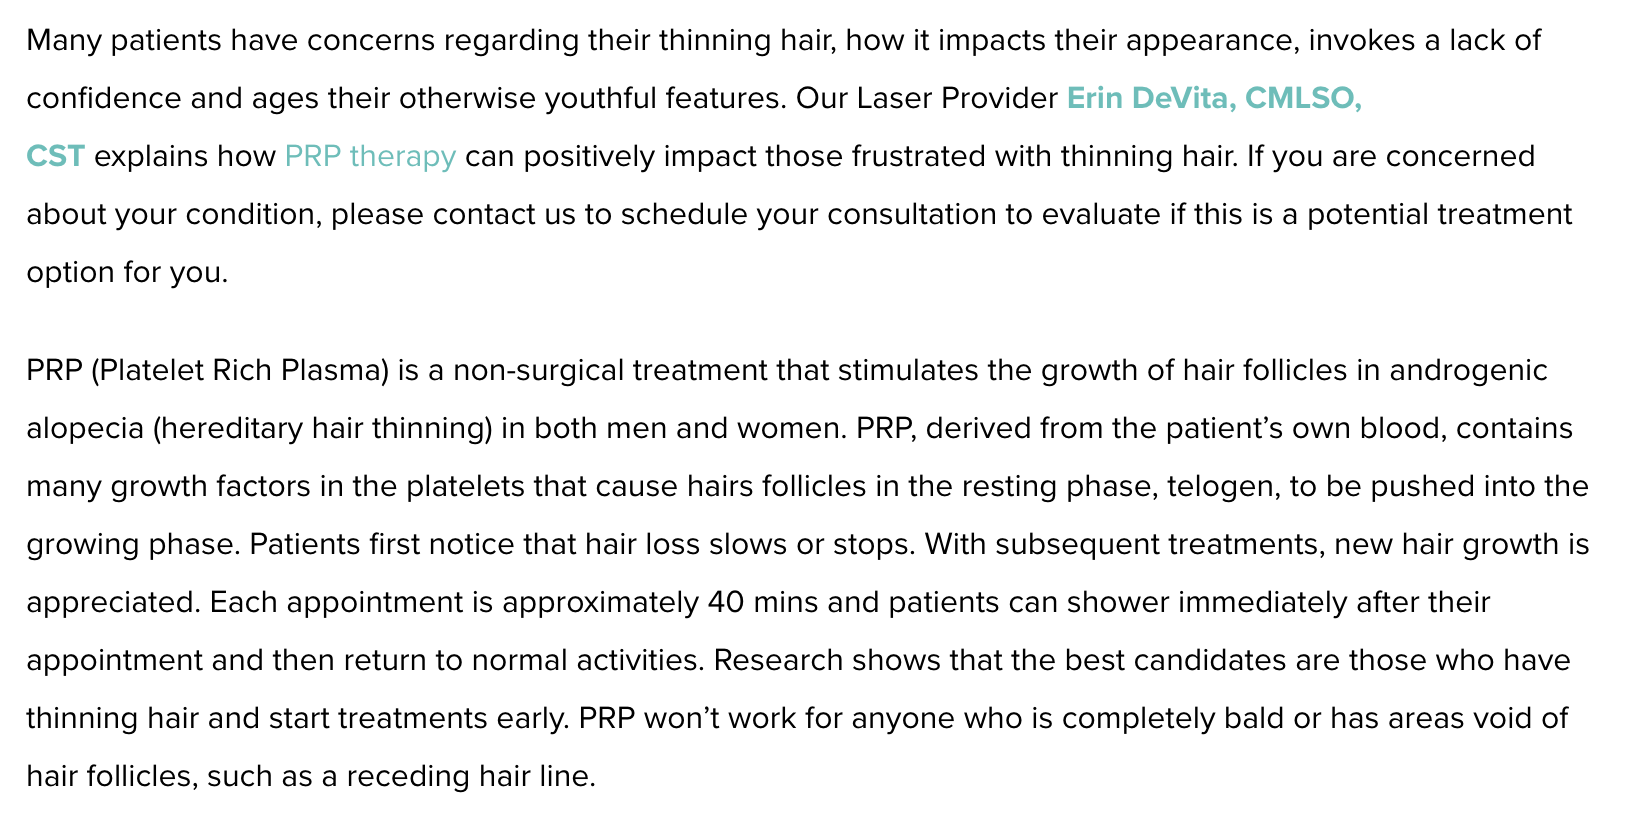 Many patients have concerns regarding their thinning hair, how it impacts their appearance, invokes a lack of
confidence and ages their otherwise youthful features. Our Laser Provider Erin DeVita, CMLSO,
CST explains how PRP therapy can positively impact those frustrated with thinning hair. If you are concerned
about your condition, please contact us to schedule your consultation to evaluate if this is a potential treatment
option for you.
PRP (Platelet Rich Plasma) is a non-surgical treatment that stimulates the growth of hair follicles in androgenic
alopecia (hereditary hair thinning) in both men and women. PRP, derived from the patient’s own blood, contains
many growth factors in the platelets that cause hairs follicles in the resting phase, telogen, to be pushed into the
growing phase. Patients first notice that hair loss slows or stops. With subsequent treatments, new hair growth is
appreciated. Each appointment is approximately 40 mins and patients can shower immediately after their
appointment and then return to normal activities. Research shows that the best candidates are those who have
thinning hair and start treatments early. PRP won’t work for anyone who is completely bald or has areas void of
hair follicles, such as a receding hair line.